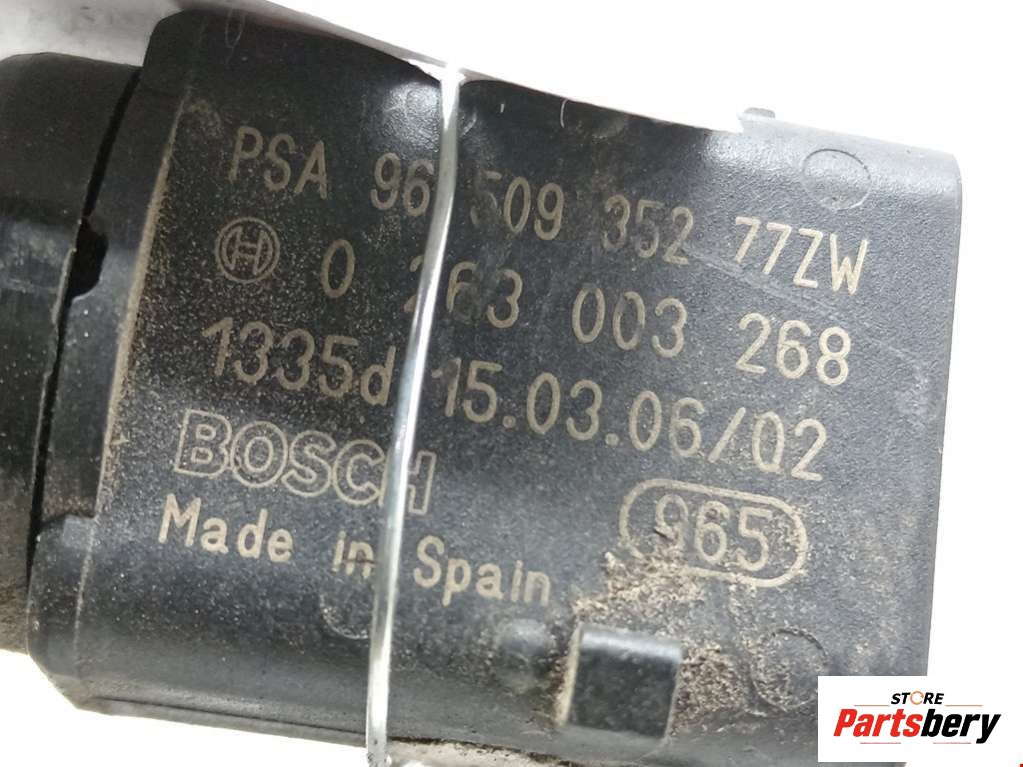 PSA 96 509 352 77ZW
0 263 003 268
1335d 15.03.06/02
BOSCH
965
Made in Spain
STORE
Partsbery